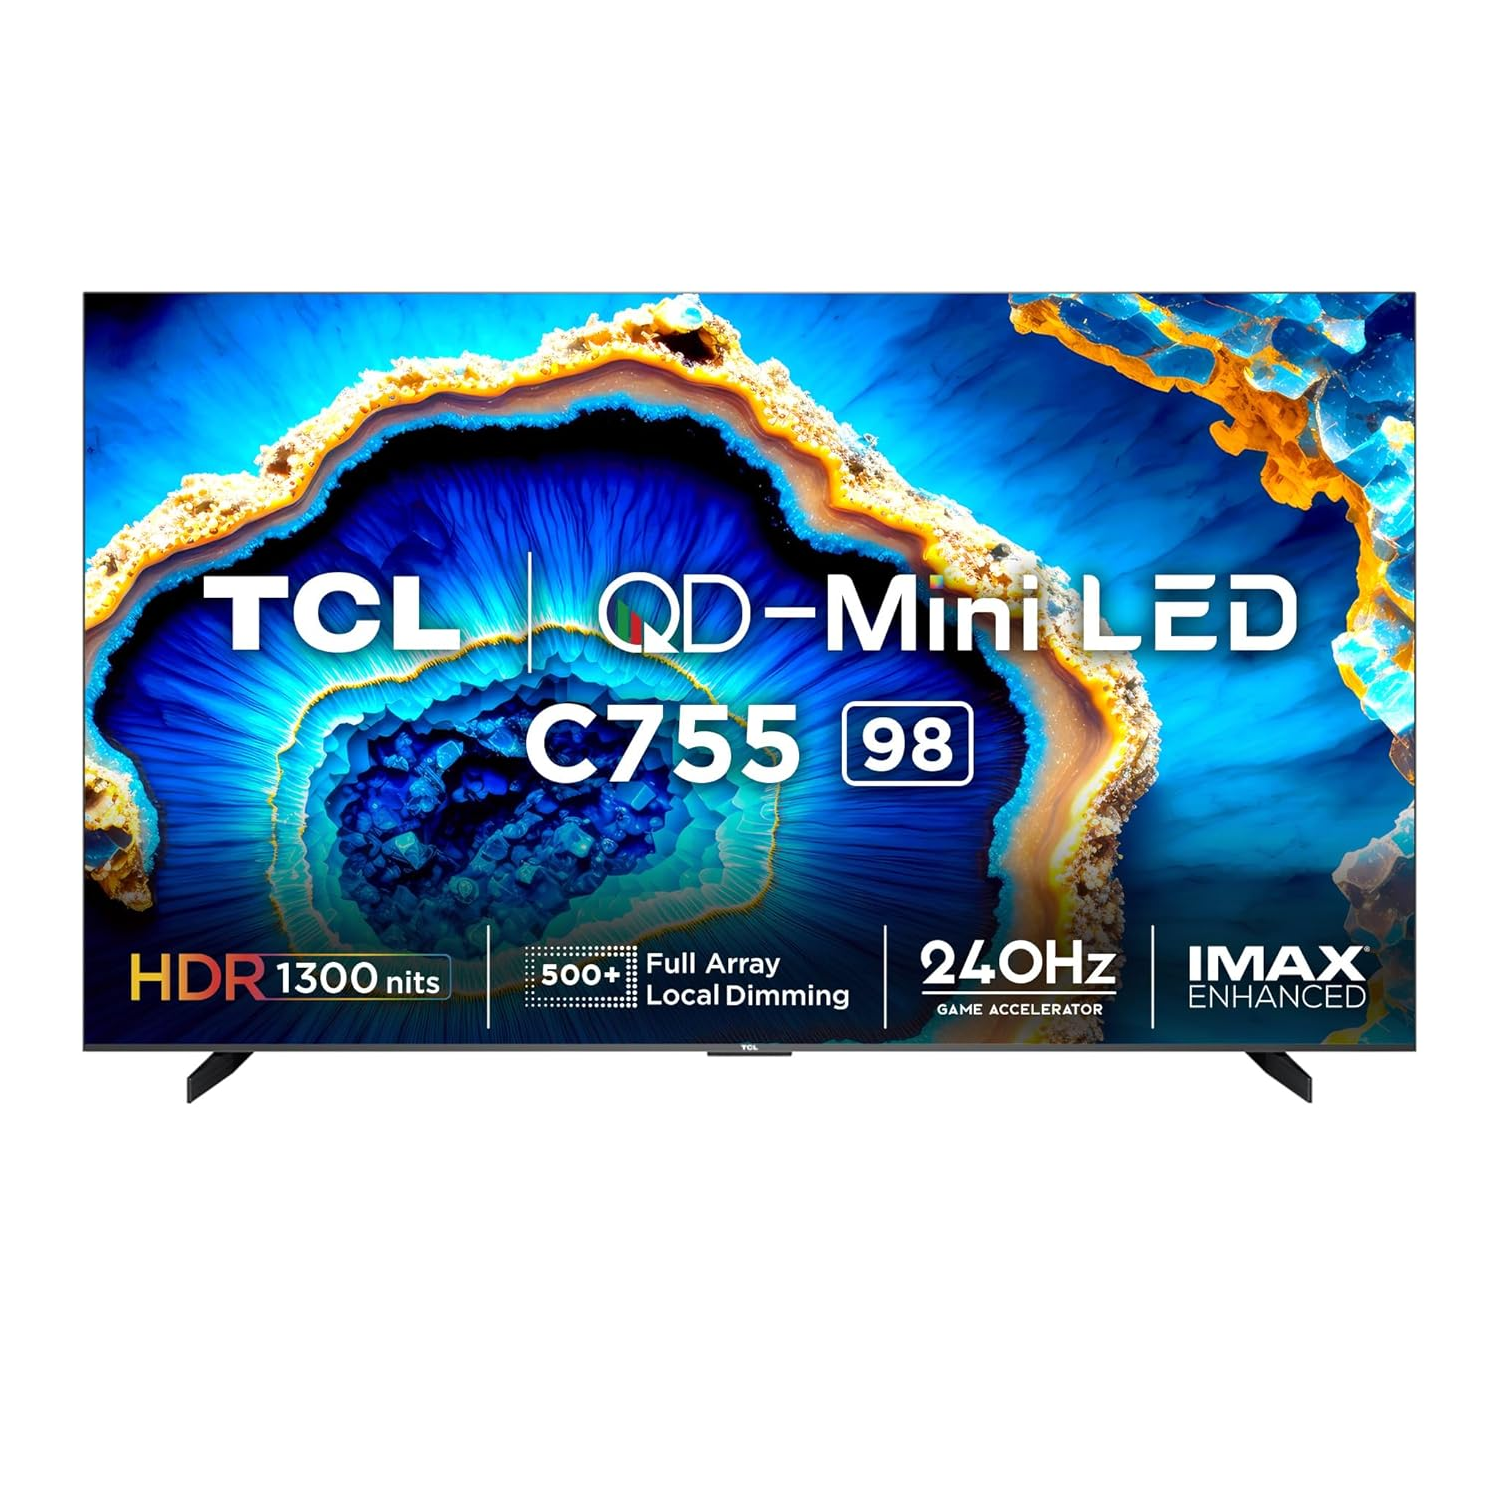 TCL QD-Mini LED
C755 98
HDR 1300 nits
500+ Full Array
Local Dimming
240Hz
GAME ACCELERATOR
IMAX®
ENHANCED
TCL